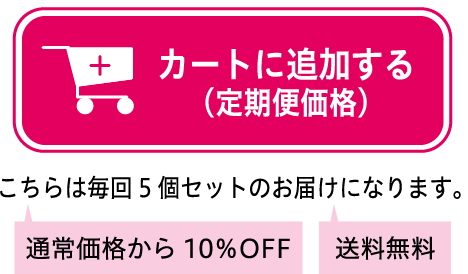 カートに追加する
（定期便価格）
こちらは毎回5個セットのお届けになります。
通常価格から10%OFF
送料無料